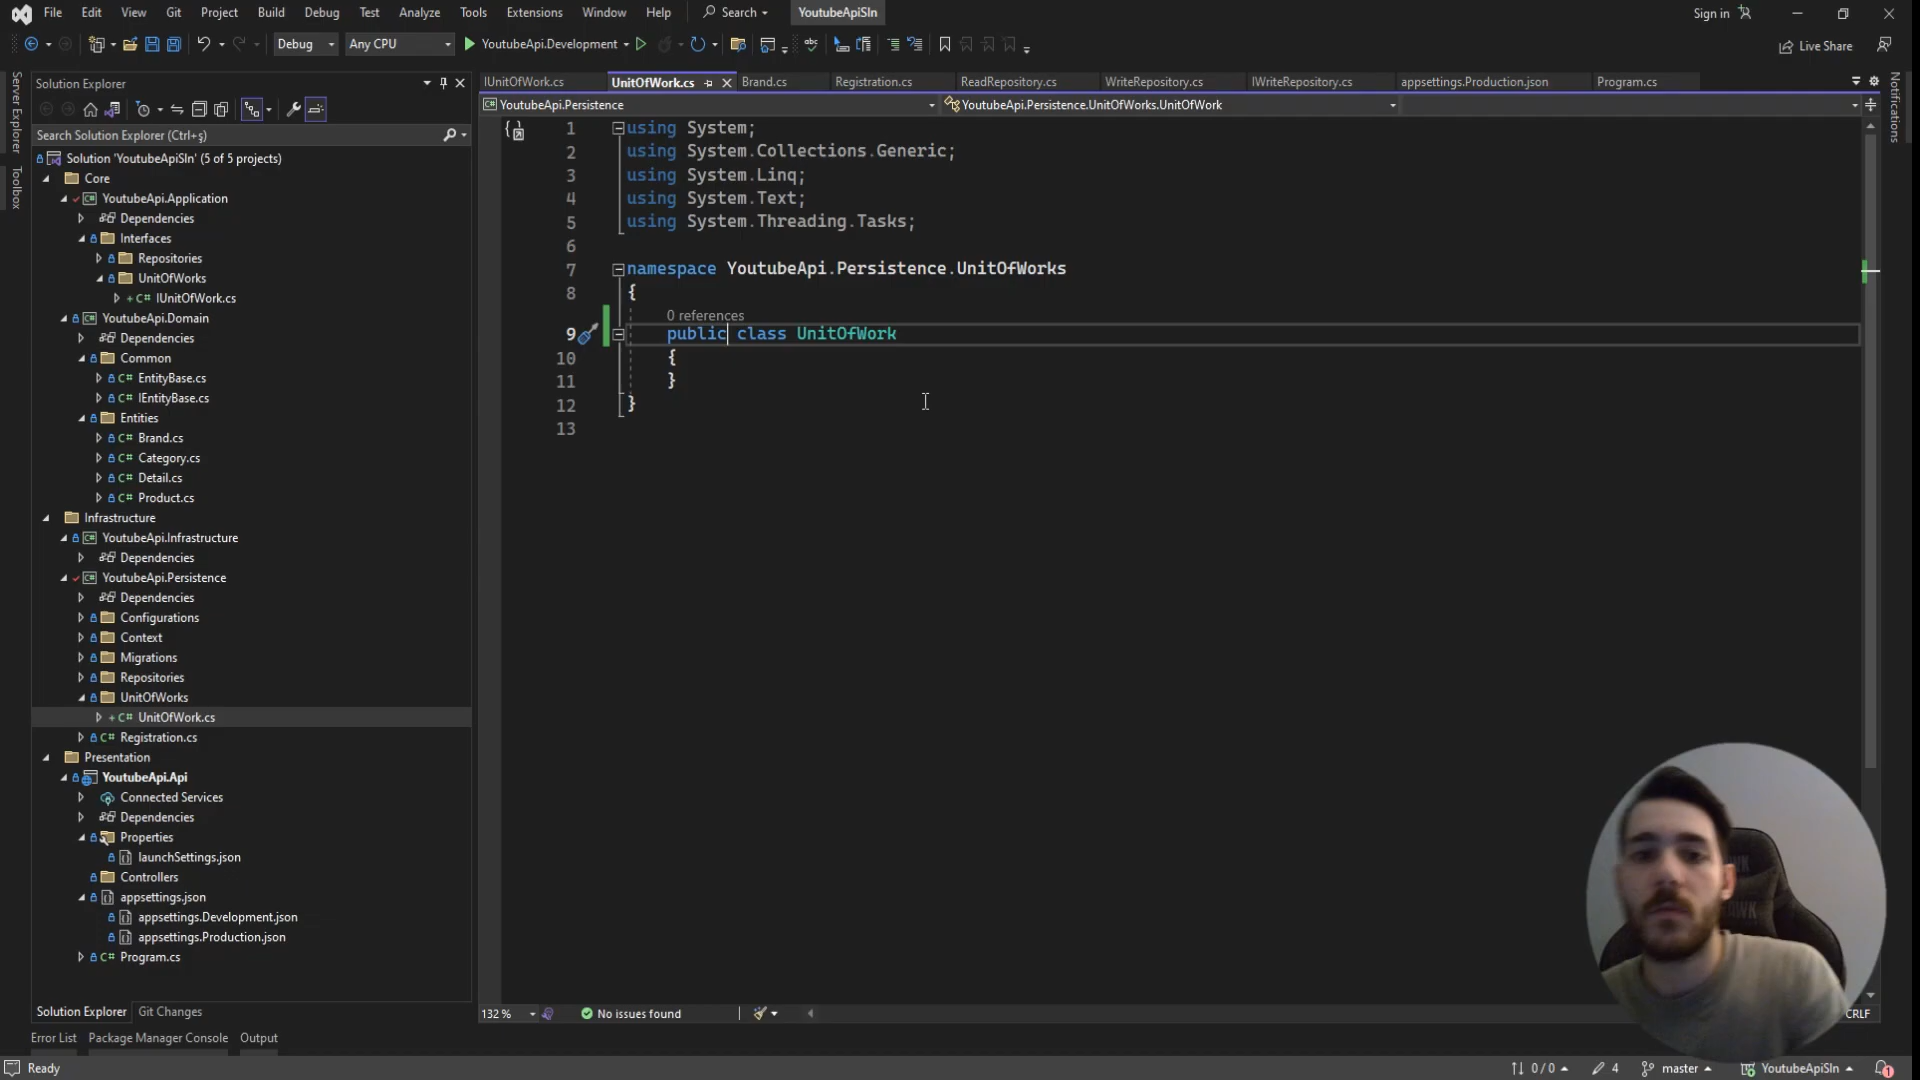 File Edit View Git Project Build Debug Test Analyze Tools Extensions Window Help Search YoutubeApiSln Sign in
Debug Any CPU YoutubeApi.Development Live Share
Server Explorer
Toolbox
Notifications
Solution Explorer
Search Solution Explorer (Ctrl+ş)
Solution 'YoutubeApiSln' (5 of 5 projects)
Core
YoutubeApi.Application
Dependencies
Interfaces
Repositories
UnitOfWorks
IUnitOfWork.cs
YoutubeApi.Domain
Dependencies
Common
EntityBase.cs
IEntityBase.cs
Entities
Brand.cs
Category.cs
Detail.cs
Product.cs
Infrastructure
YoutubeApi.Infrastructure
Dependencies
YoutubeApi.Persistence
Dependencies
Configurations
Context
Migrations
Repositories
UnitOfWorks
UnitOfWork.cs
Registration.cs
Presentation
YoutubeApi.Api
Connected Services
Dependencies
Properties
launchSettings.json
Controllers
appsettings.json
appsettings.Development.json
appsettings.Production.json
Program.cs
Solution Explorer Git Changes
IUnitOfWork.cs UnitOfWork.cs Brand.cs Registration.cs ReadRepository.cs WriteRepository.cs IWriteRepository.cs appsettings.Production.json Program.cs
YoutubeApi.Persistence YoutubeApi.Persistence.UnitOfWorks.UnitOfWork
1 using System;
2 using System.Collections.Generic;
3 using System.Linq;
4 using System.Text;
5 using System.Threading.Tasks;
6
7 namespace YoutubeApi.Persistence.UnitOfWorks
8 {
0 references
9 public class UnitOfWork
10 {
11 }
12 }
13
132 % No issues found CRLF
Error List Package Manager Console Output
Ready 0 / 0 4 master YoutubeApiSln 1